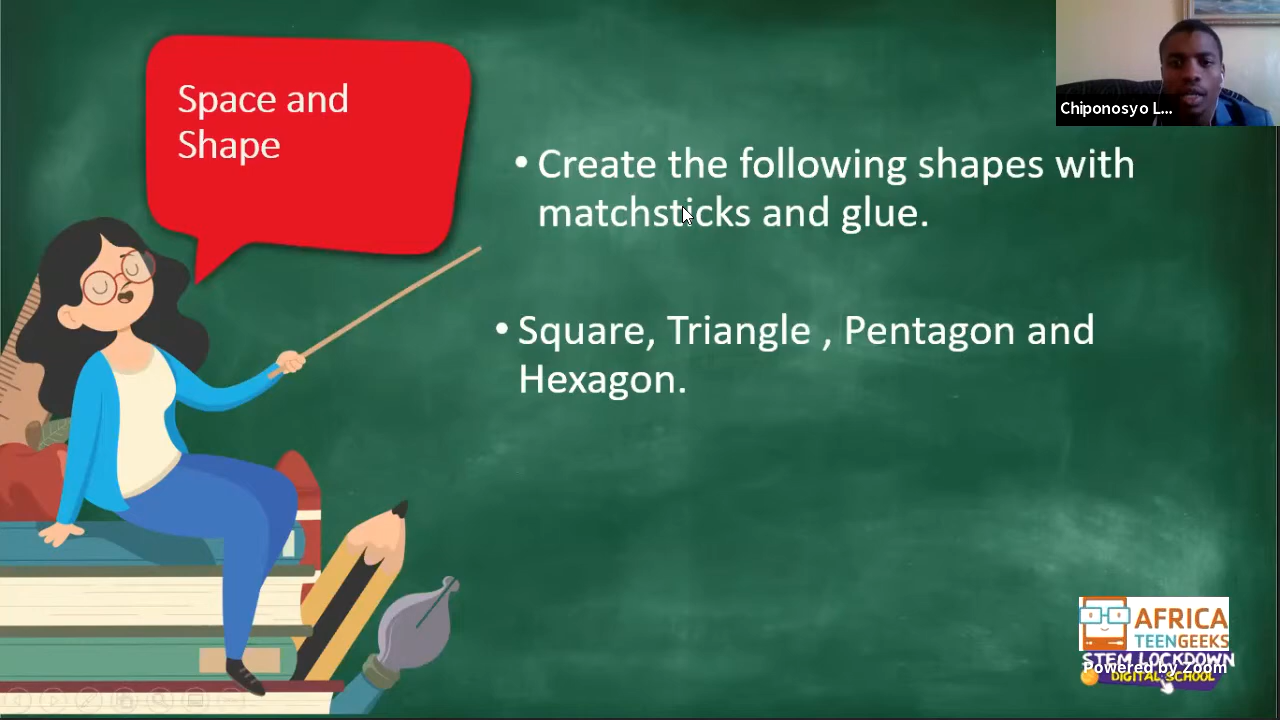 Space and
Shape
Chiponosyo L...
• Create the following shapes with
matchsticks and glue.
• Square, Triangle , Pentagon and
Hexagon.
AFRICA
TEENGEEKS
STEM LOCKDOWN
Powered by Zoom
DIGITAL SCHOOL